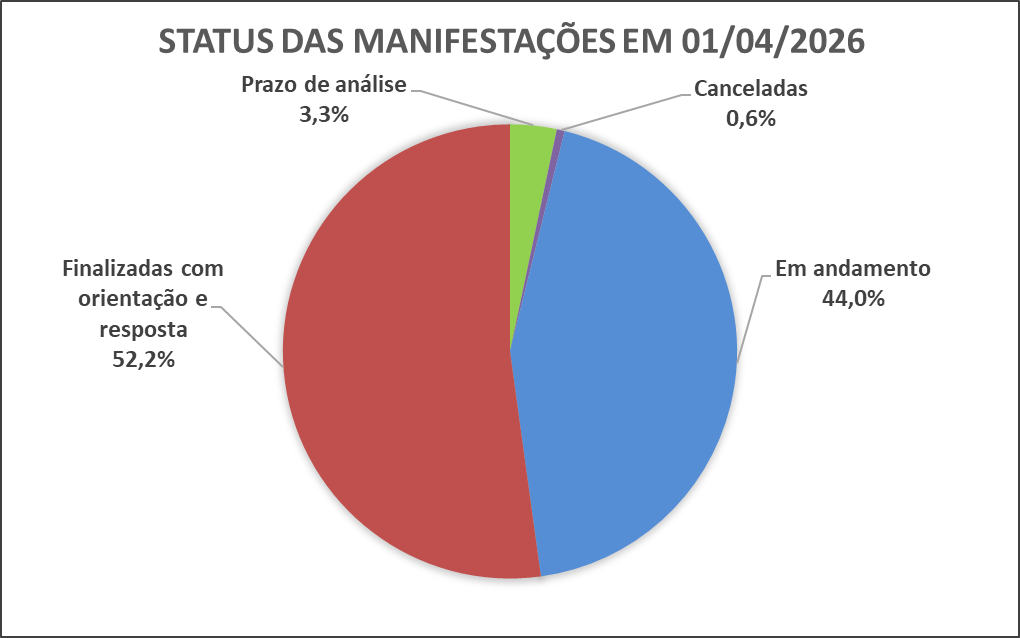 STATUS DAS MANIFESTAÇÕES EM 01/04/2026
Prazo de análise
3,3%
Canceladas
0,6%
Finalizadas com
orientação e
resposta
52,2%
Em andamento
44,0%